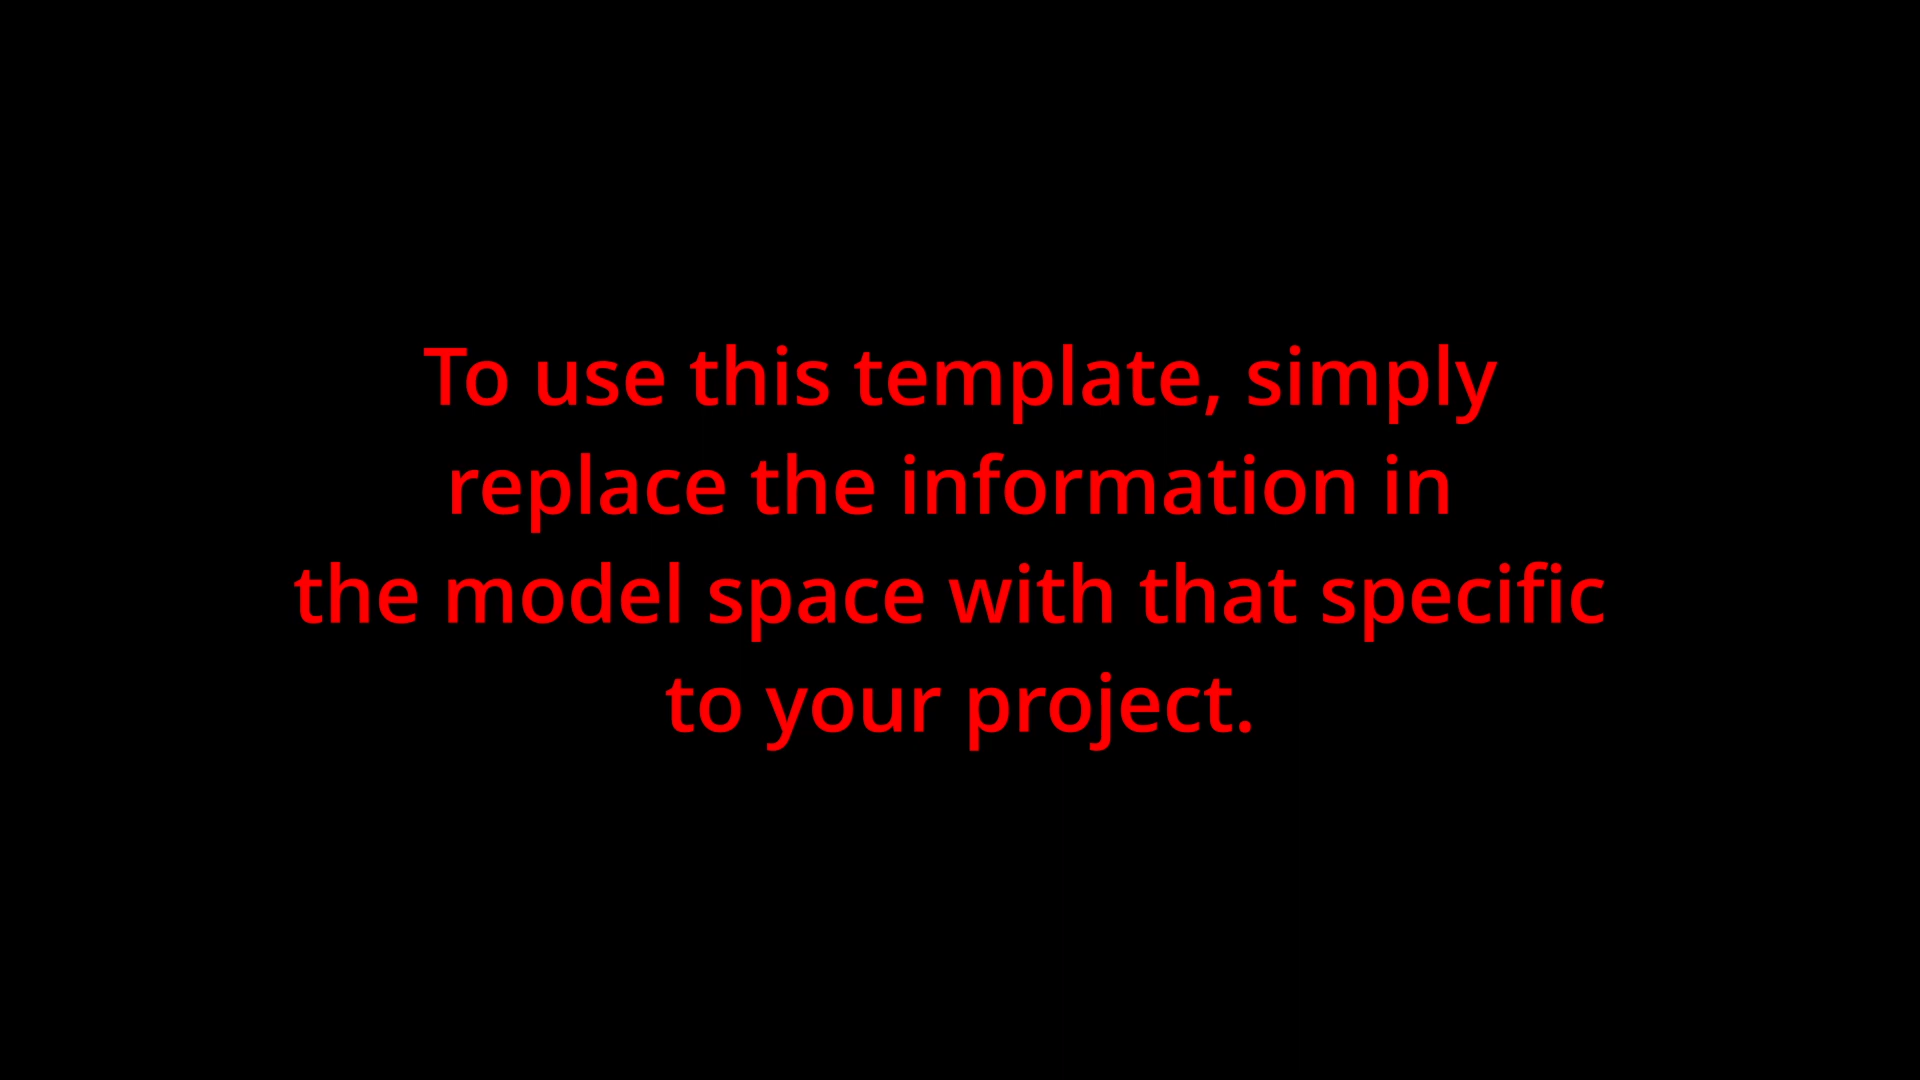 To use this template, simply
replace the information in
the model space with that specific
to your project.